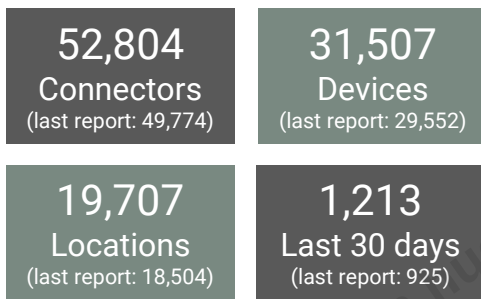 52,804
Connectors
(last report: 49,774)
31,507
Devices
(last report: 29,552)
19,707
Locations
(last report: 18,504)
1,213
Last 30 days
(last report: 925)